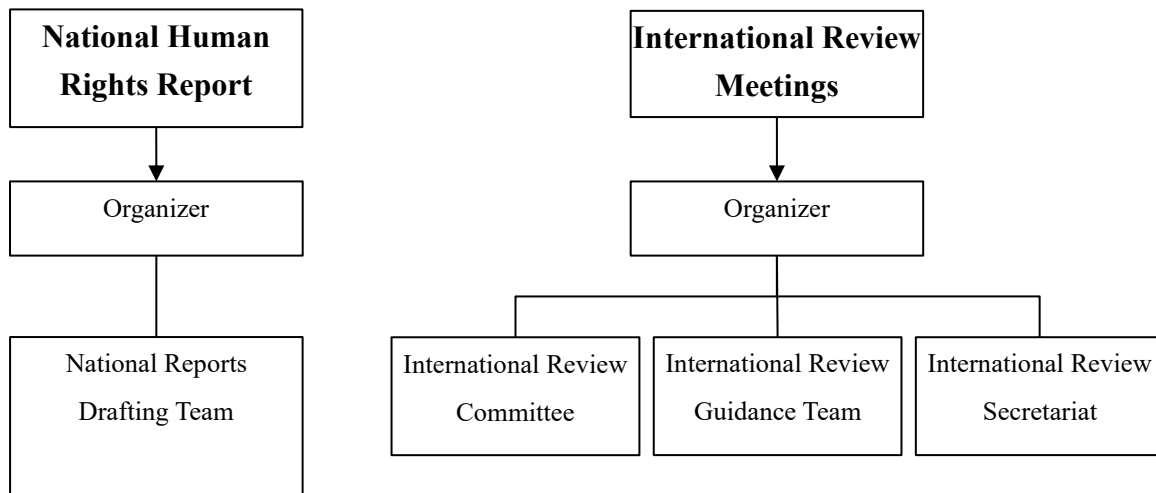 National Human
Rights Report
Organizer
National Reports
Drafting Team
International Review
Meetings
Organizer
International Review
Committee
International Review
Guidance Team
International Review
Secretariat